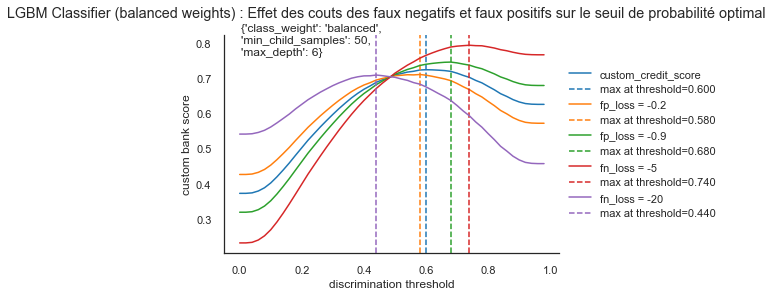 LGBM Classifier (balanced weights) : Effet des couts des faux negatifs et faux positifs sur le seuil de probabilité optimal
{'class_weight': 'balanced',
'min_child_samples': 50,
'max_depth': 6}
0.8
0.7
0.6
0.5
0.4
0.3
custom bank score
0.0 0.2 0.4 0.6 0.8 1.0
discrimination threshold
custom_credit_score
max at threshold=0.600
fp_loss = -0.2
max at threshold=0.580
fp_loss = -0.9
max at threshold=0.680
fn_loss = -5
max at threshold=0.740
fn_loss = -20
max at threshold=0.440